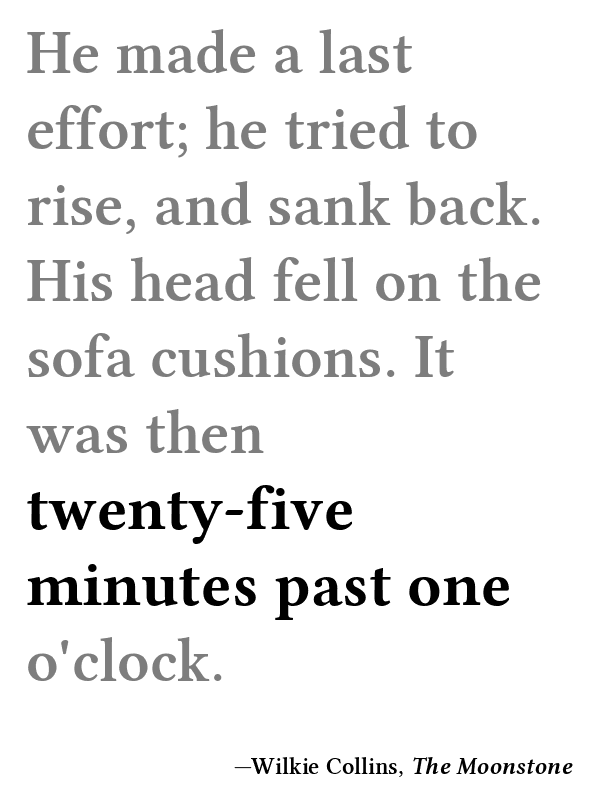 He made a last
effort; he tried to
rise, and sank back.
His head fell on the
sofa cushions. It
was then
twenty-five
minutes past one
o'clock.
—Wilkie Collins, The Moonstone